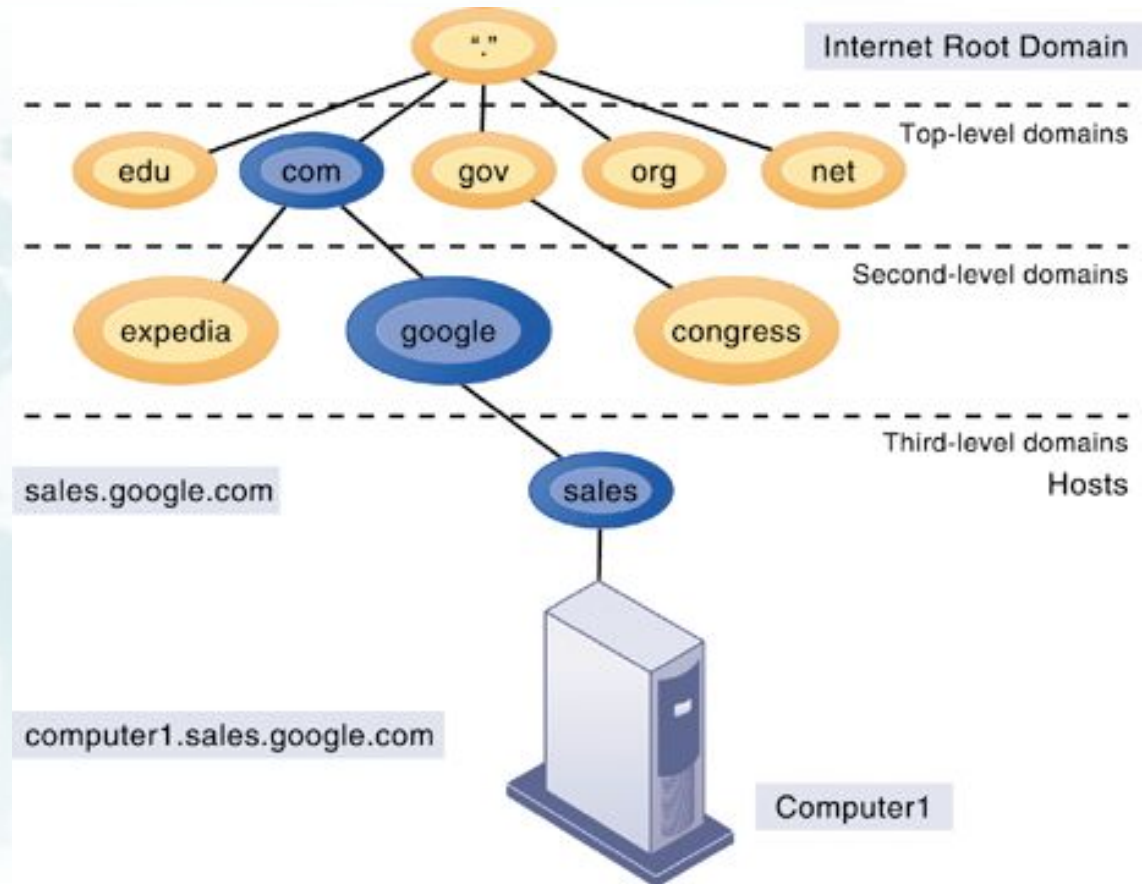 “.”
Internet Root Domain
Top-level domains
edu
com
gov
org
net
Second-level domains
expedia
google
congress
Third-level domains
sales.google.com
sales
Hosts
computer1.sales.google.com
Computer1